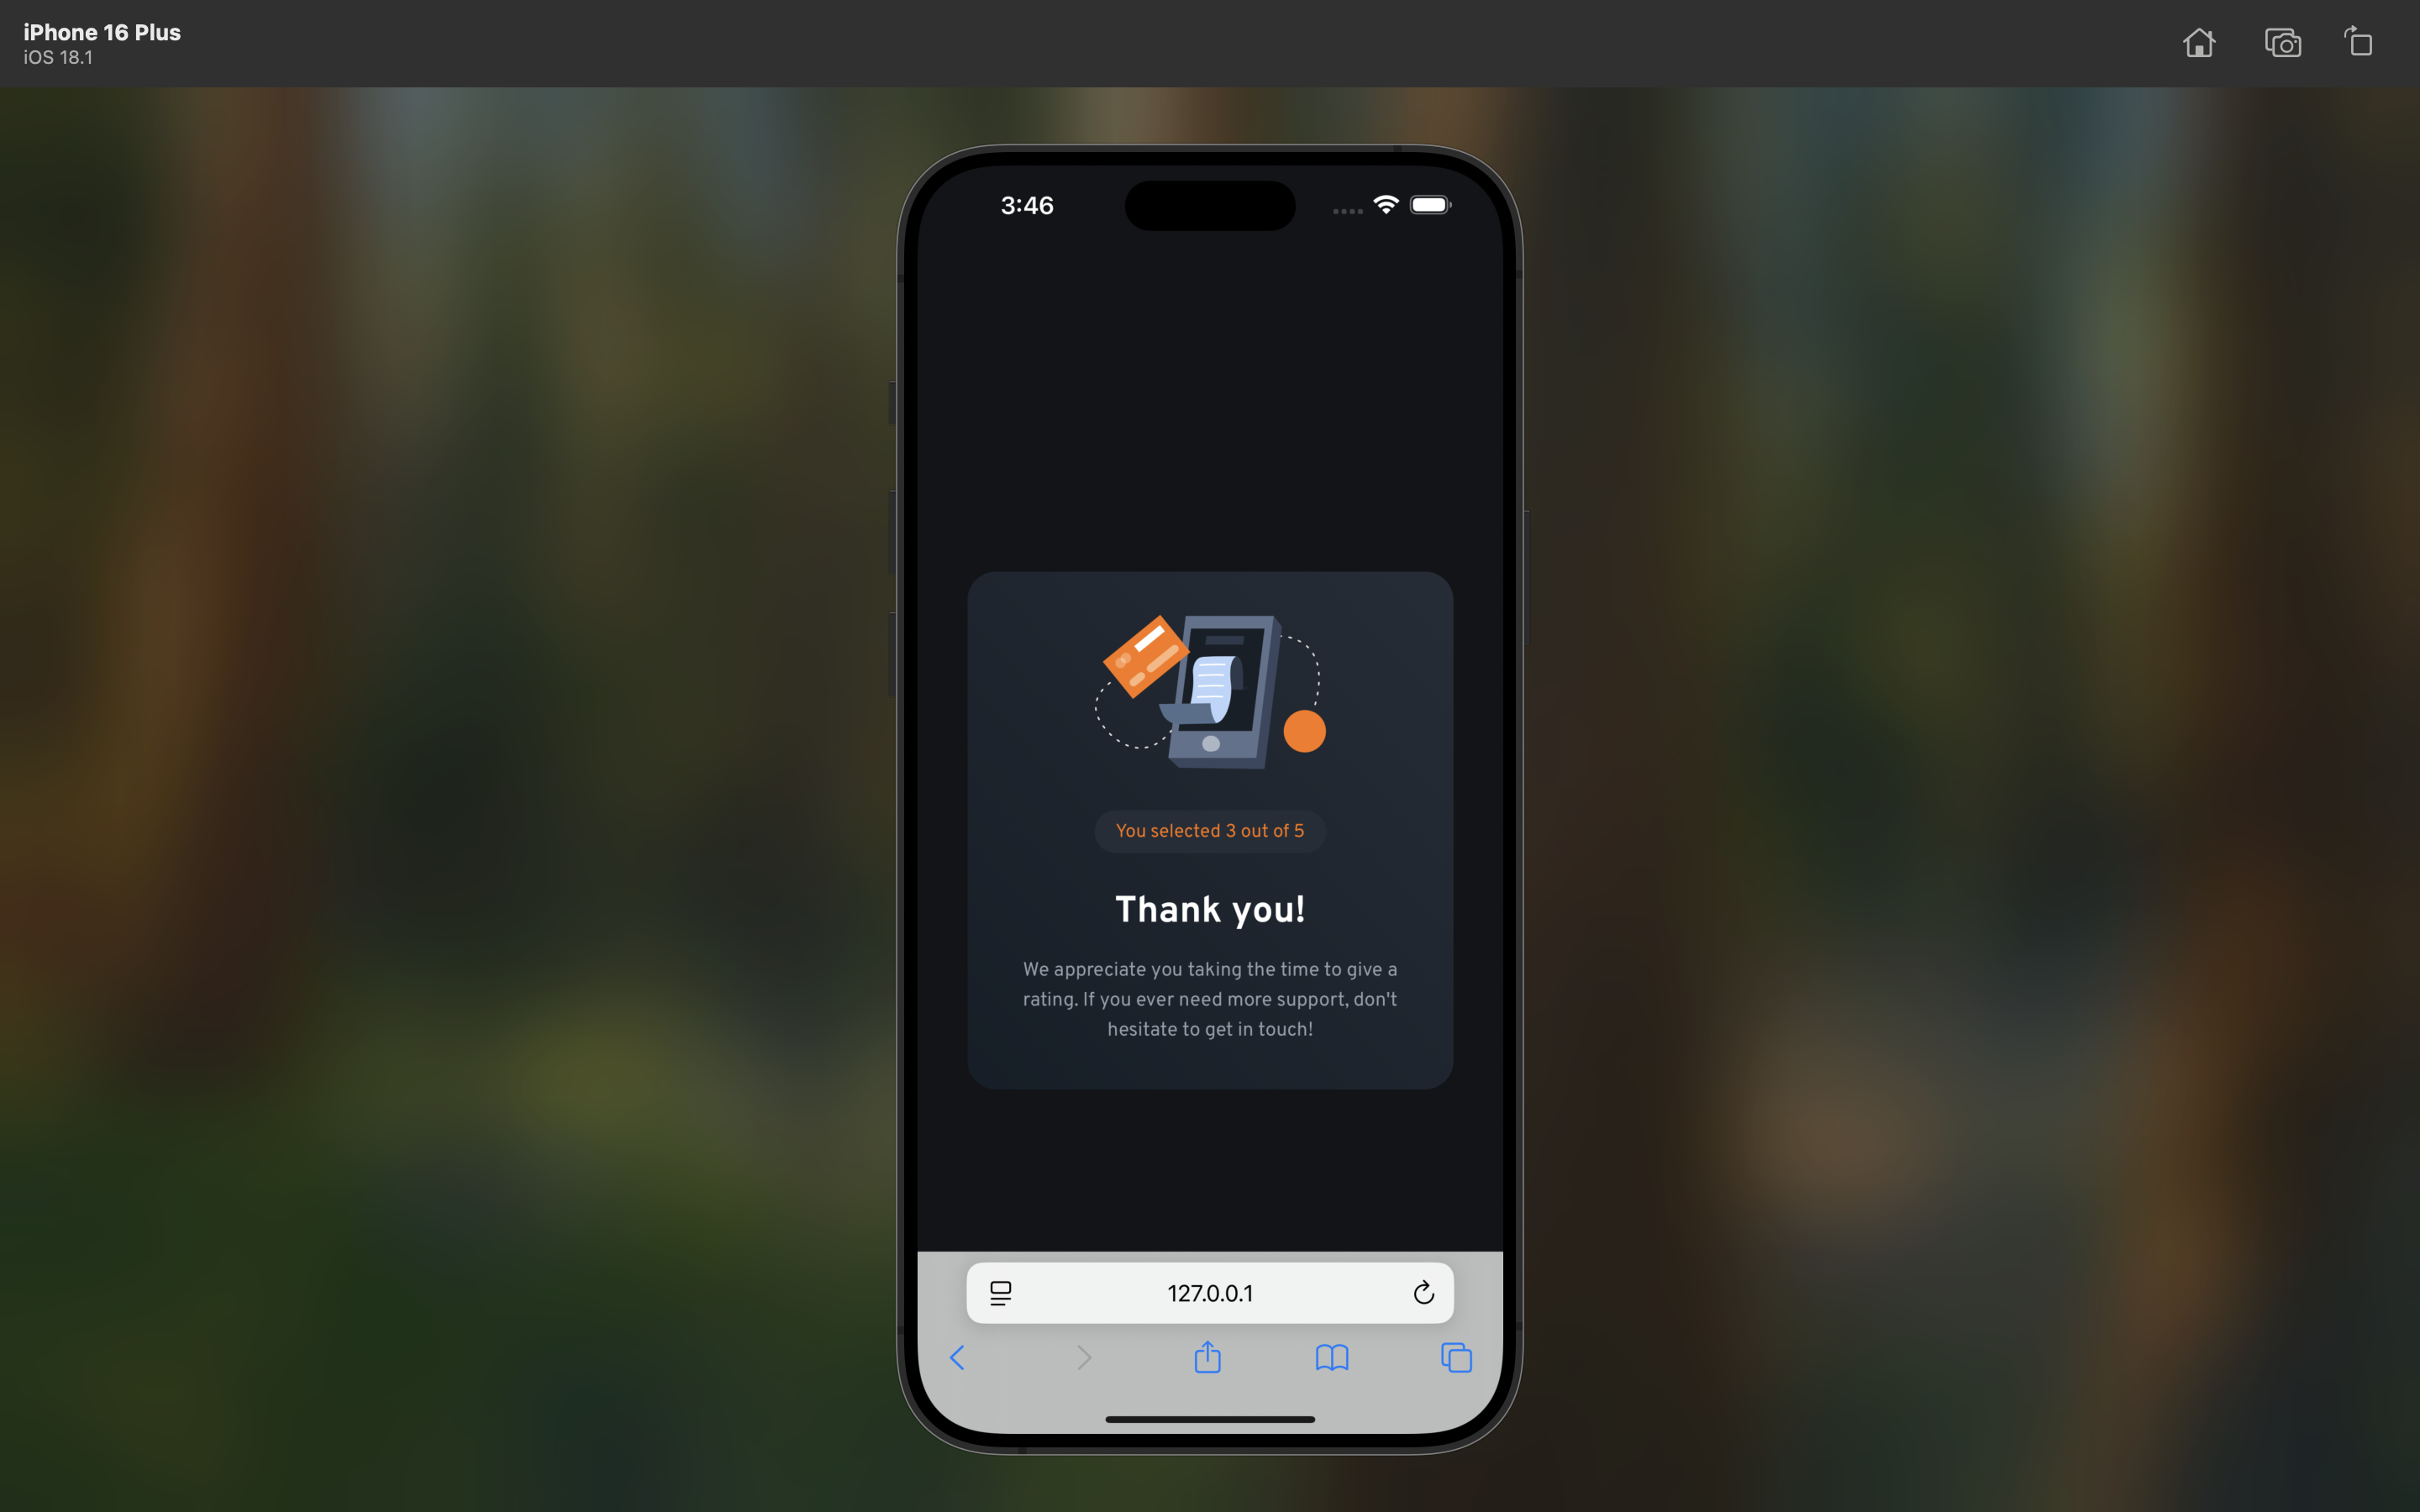 iPhone 16 Plus
iOS 18.1
3:46
You selected 3 out of 5
Thank you!
We appreciate you taking the time to give a
rating. If you ever need more support, don't
hesitate to get in touch!
127.0.0.1